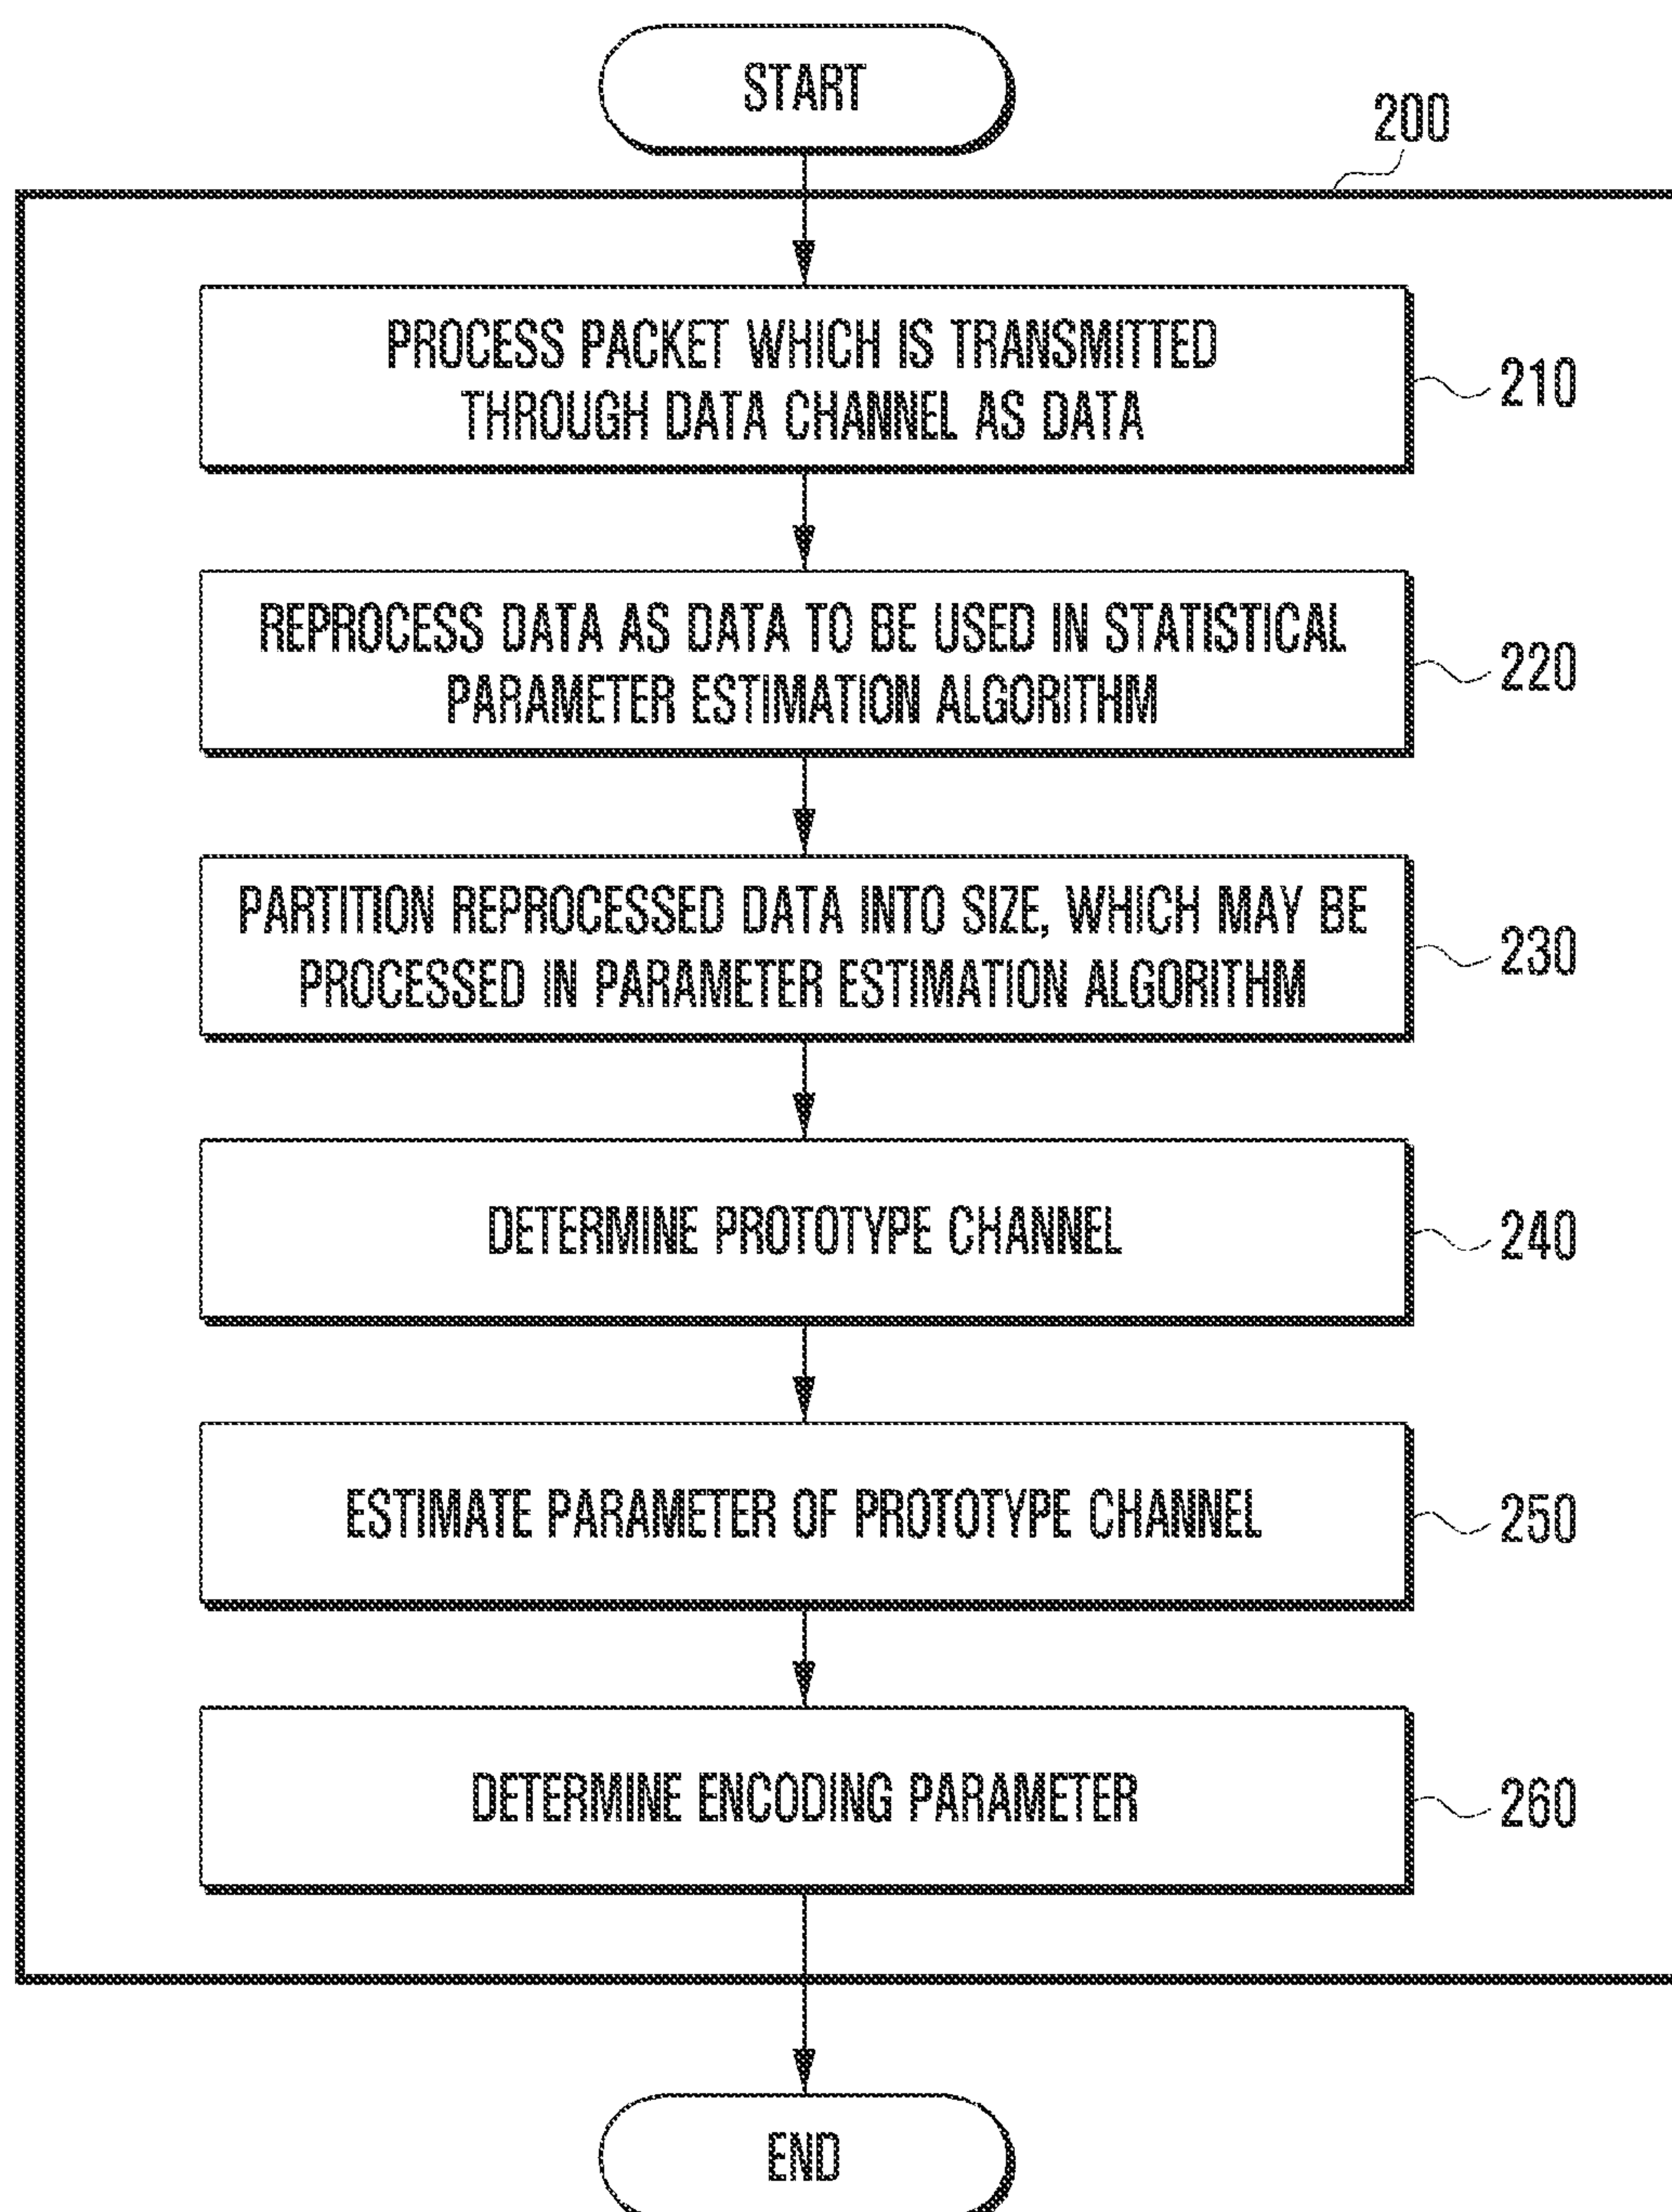 START
200
PROCESS PACKET WHICH IS TRANSMITTED
THROUGH DATA CHANNEL AS DATA
210
REPROCESS DATA AS DATA TO BE USED IN STATISTICAL
PARAMETER ESTIMATION ALGORITHM
220
PARTITION REPROCESSED DATA INTO SIZE, WHICH MAY BE
PROCESSED IN PARAMETER ESTIMATION ALGORITHM
230
DETERMINE PROTOTYPE CHANNEL
240
ESTIMATE PARAMETER OF PROTOTYPE CHANNEL
250
DETERMINE ENCODING PARAMETER
260
END